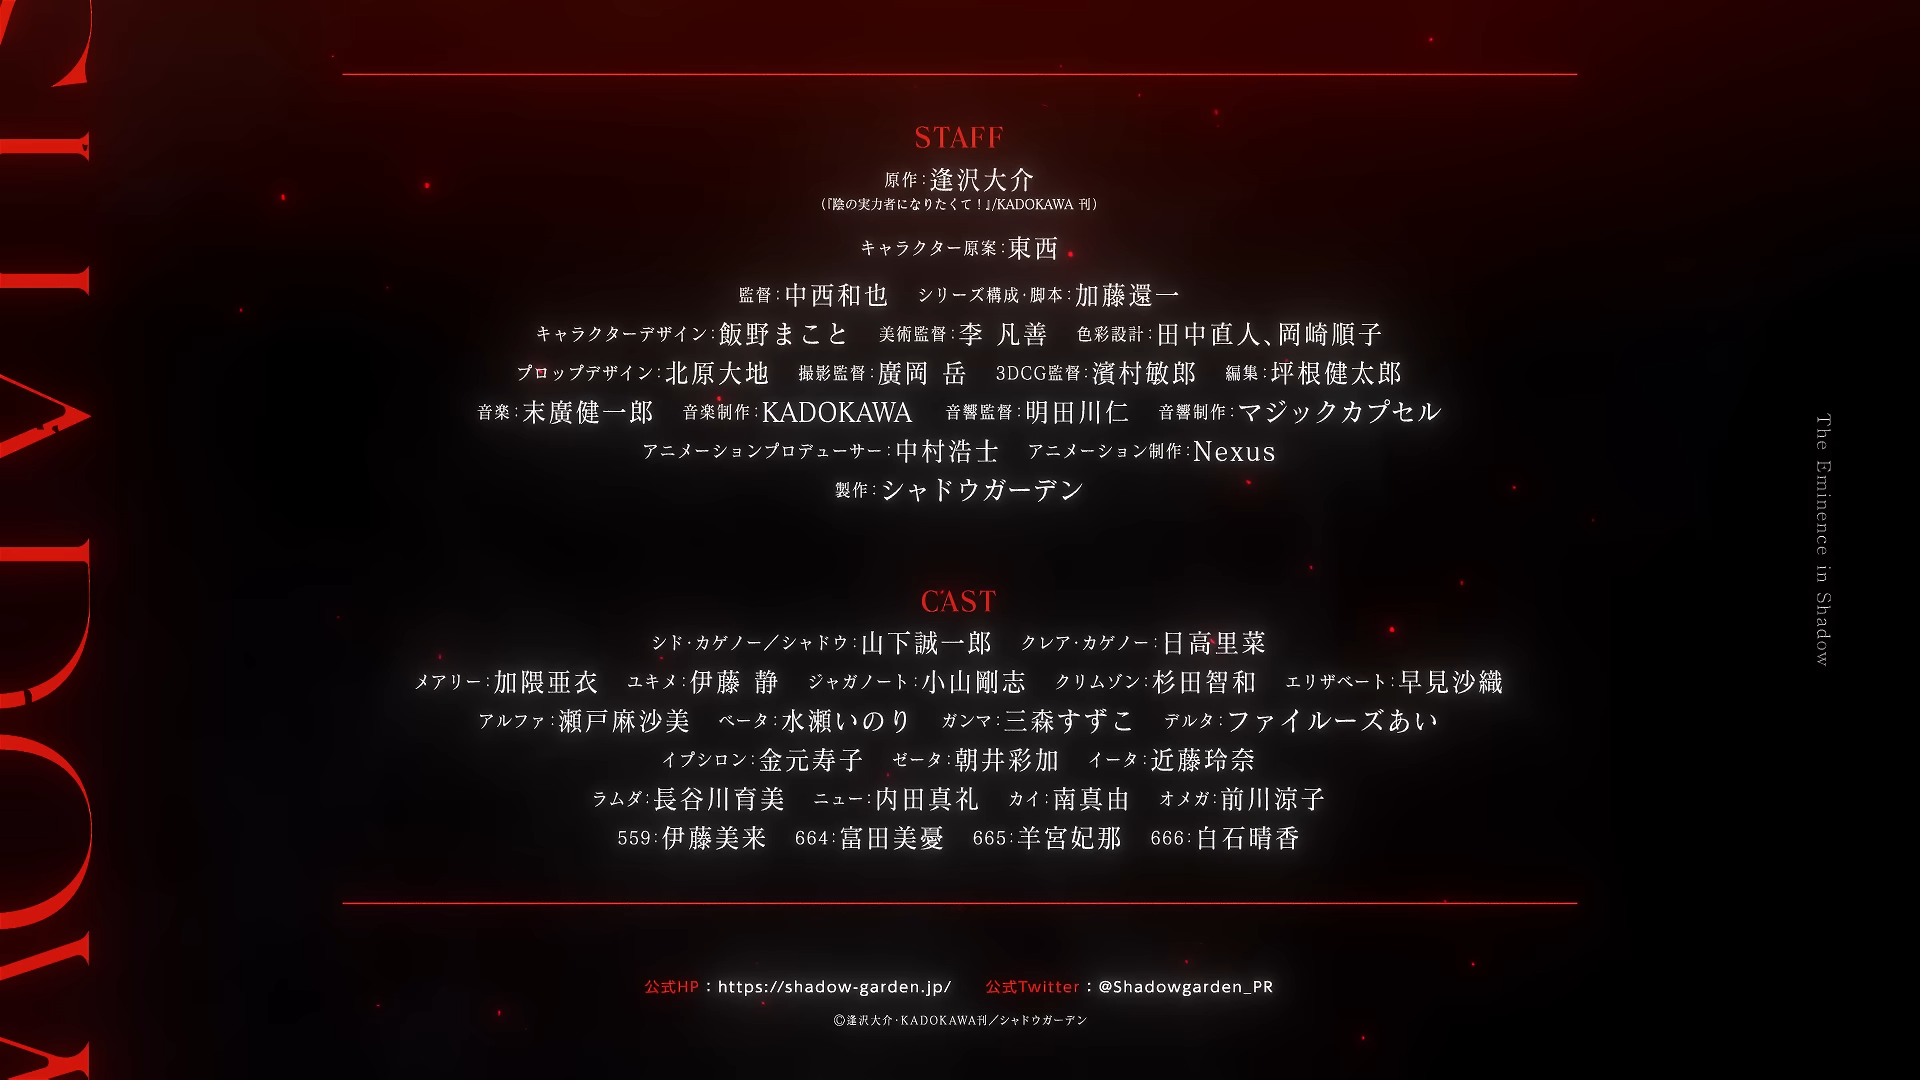 SHADOW
STAFF
原作:逢沢大介
(『陰の実力者になりたくて!』/KADOKAWA 刊)
キャラクター原案:東西
監督:中西和也 シリーズ構成・脚本:加藤還一
キャラクターデザイン:飯野まこと 美術監督:李 凡善 色彩設計:田中直人、岡崎順子
プロップデザイン:北原大地 撮影監督:廣岡 岳 3DCG監督:濱村敏郎 編集:坪根健太郎
音楽:末廣健一郎 音楽制作:KADOKAWA 音響監督:明田川仁 音響制作:マジックカプセル
アニメーションプロデューサー:中村浩士 アニメーション制作:Nexus
製作:シャドウガーデン
CAST
シド・カゲノー/シャドウ:山下誠一郎 クレア・カゲノー:日高里菜
メアリー:加隈亜衣 ユキメ:伊藤 静 ジャガノート:小山剛志 クリムゾン:杉田智和 エリザベート:早見沙織
アルファ:瀬戸麻沙美 ベータ:水瀬いのり ガンマ:三森すずこ デルタ:ファイルーズあい
イプシロン:金元寿子 ゼータ:朝井彩加 イータ:近藤玲奈
ラムダ:長谷川育美 ニュー:内田真礼 カイ:南真由 オメガ:前川涼子
559:伊藤美来 664:富田美憂 665:羊宮妃那 666:白石晴香
公式HP:https://shadow-garden.jp/ 公式Twitter:@Shadowgarden_PR
©逢沢大介・KADOKAWA刊/シャドウガーデン
The Eminence in Shadow